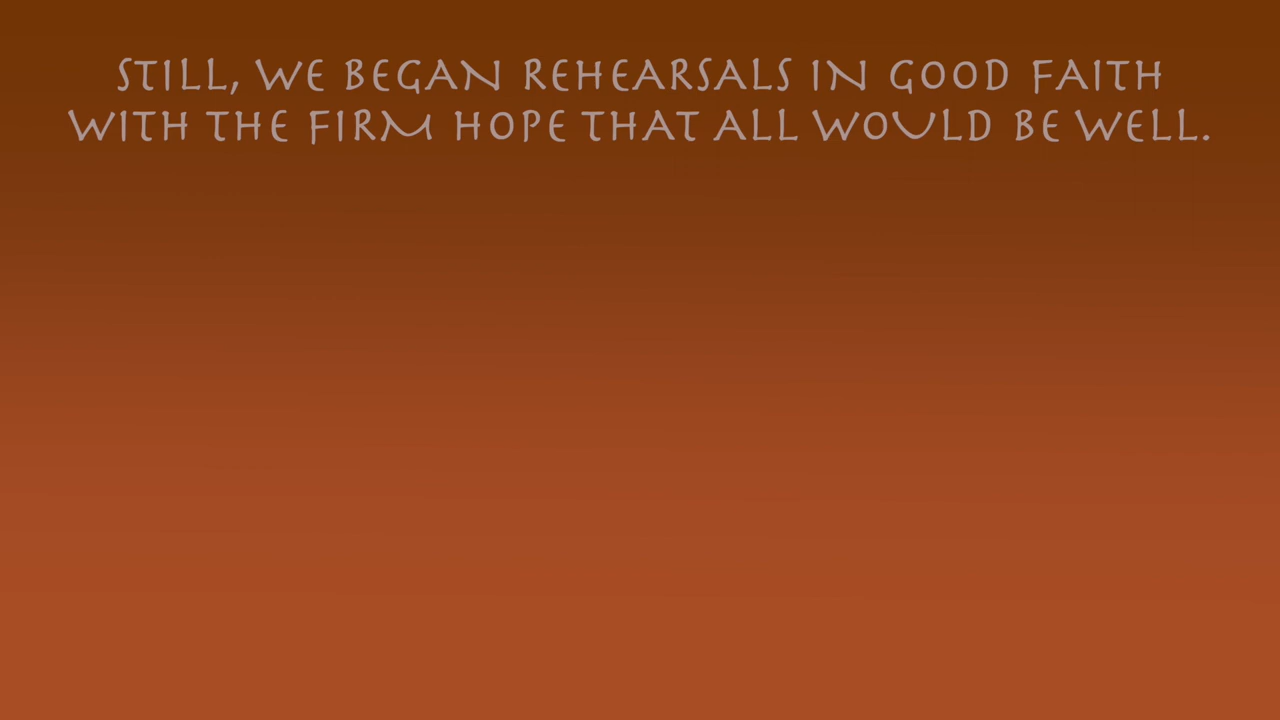 STILL, WE BEGAN REHEARSALS IN GOOD FAITH
WITH THE FIRM HOPE THAT ALL WOULD BE WELL.